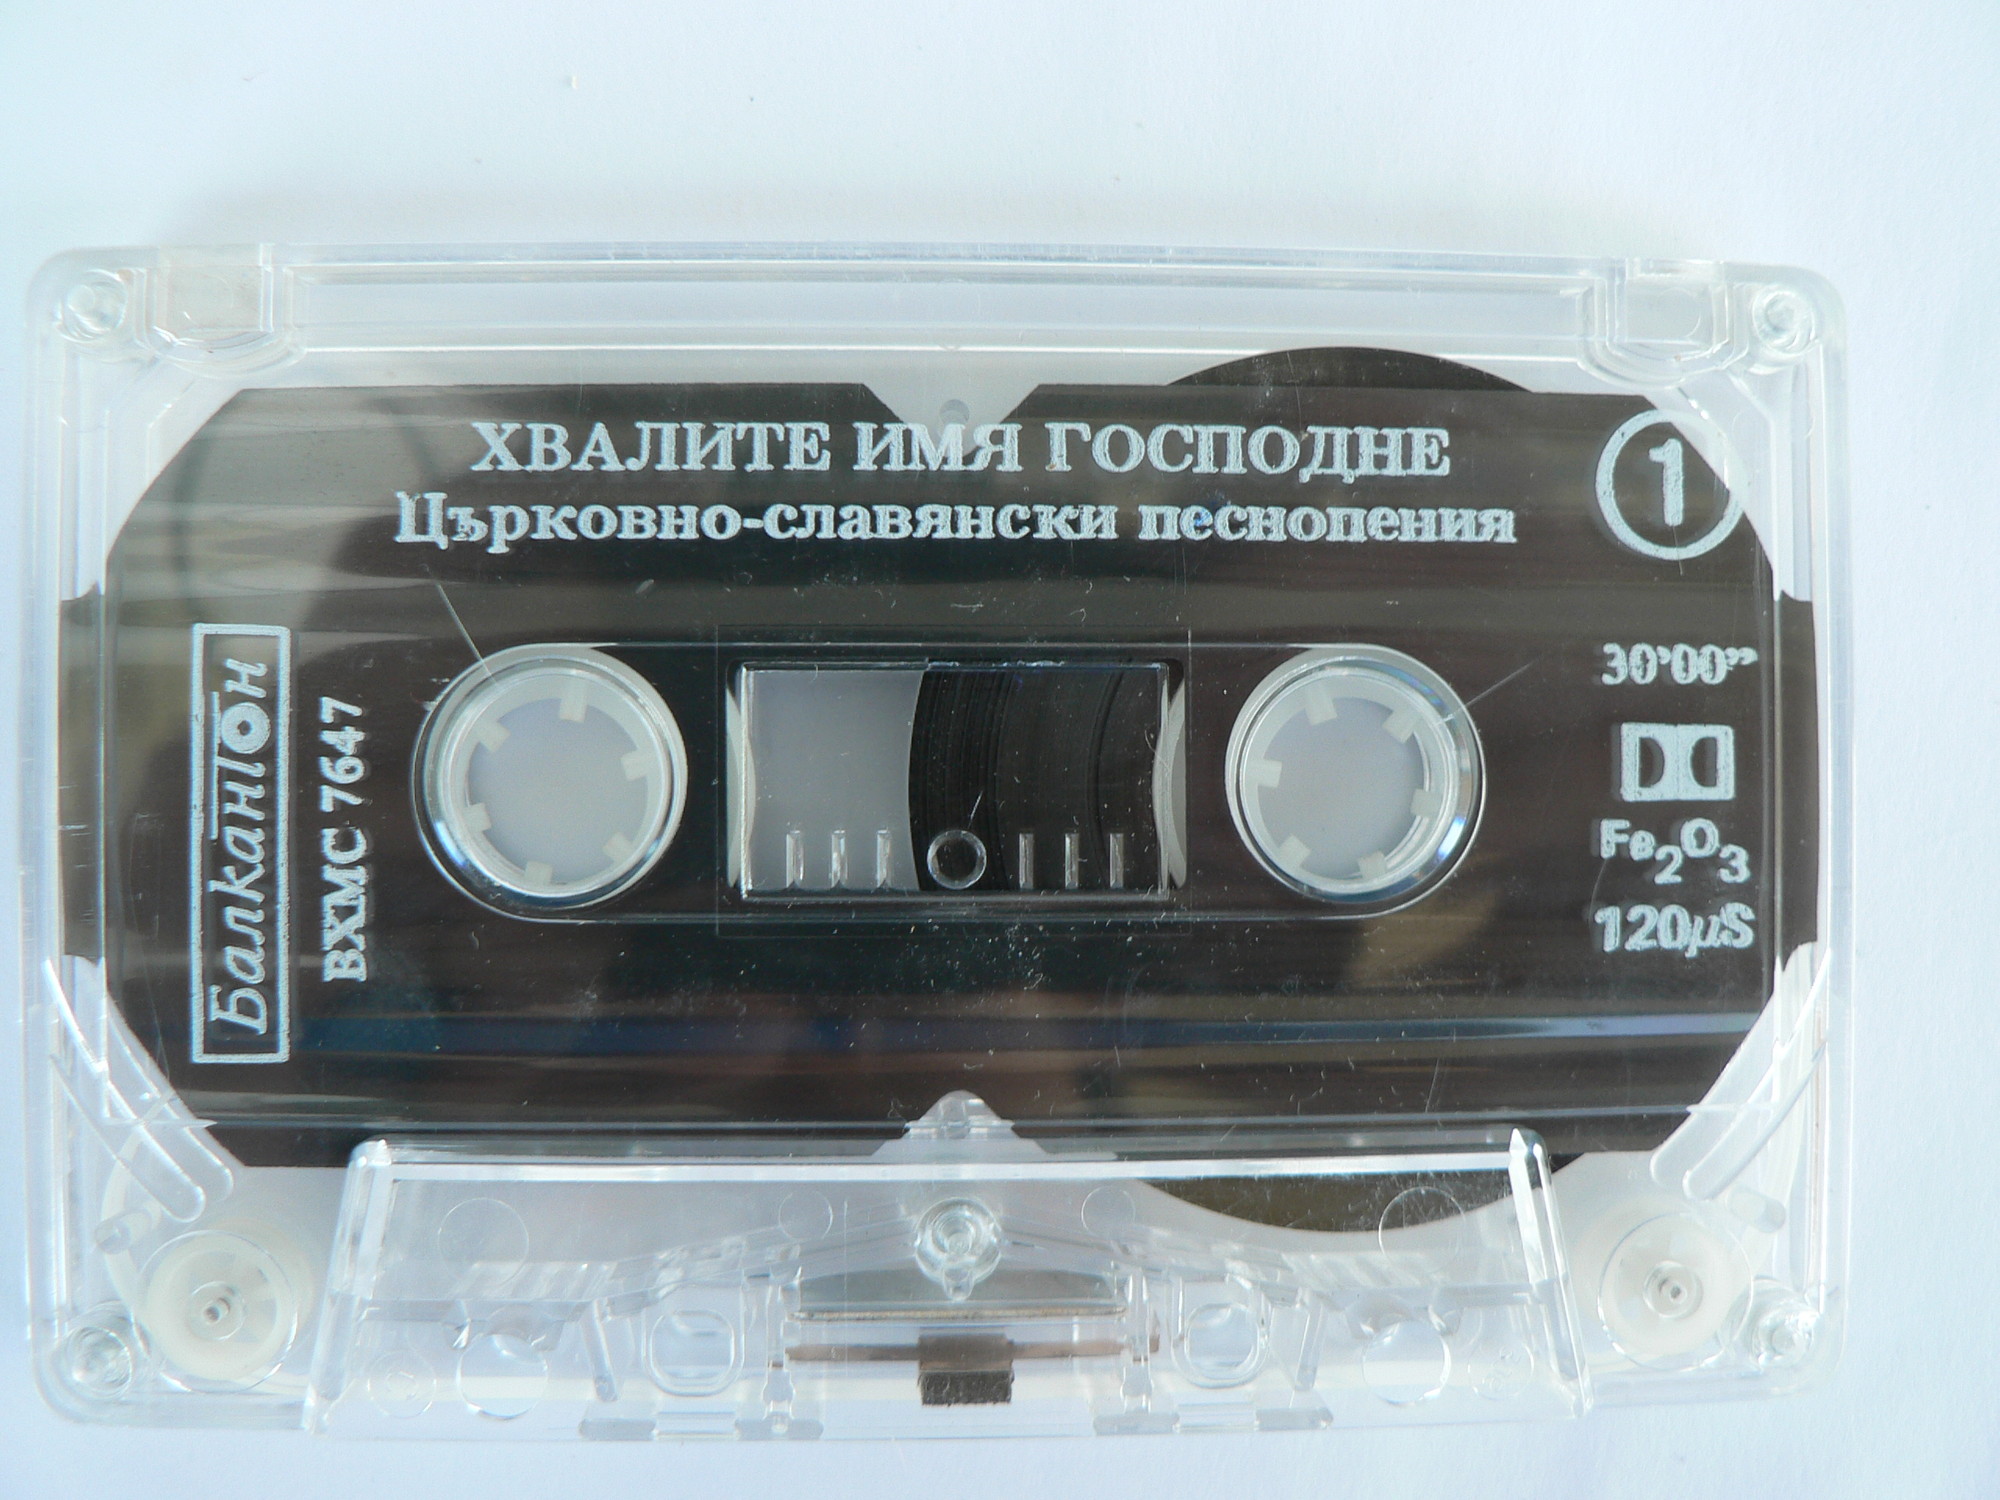 ХВАЛИТЕ ИМЯ ГОСПОДНЕ
Църковно-славянски песнопения
1
Балкантон
ВХМС 7647
30’00”
Fe2O3
120µS